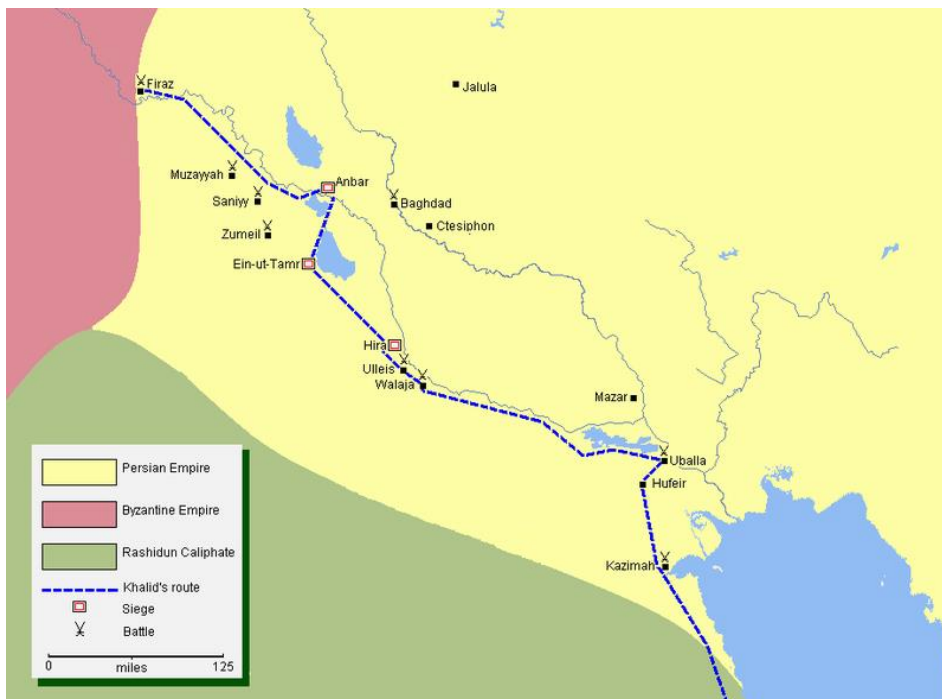 Firaz
Jalula
Muzayyah
Anbar
Saniyy
Baghdad
Zumeil
Ctesiphon
Ein-ut-Tamr
Hira
Ulleis
Walaja
Mazar
Uballa
Hufeir
Kazimah
Persian Empire
Byzantine Empire
Rashidun Caliphate
Khalid's route
Siege
Battle
0 miles 125